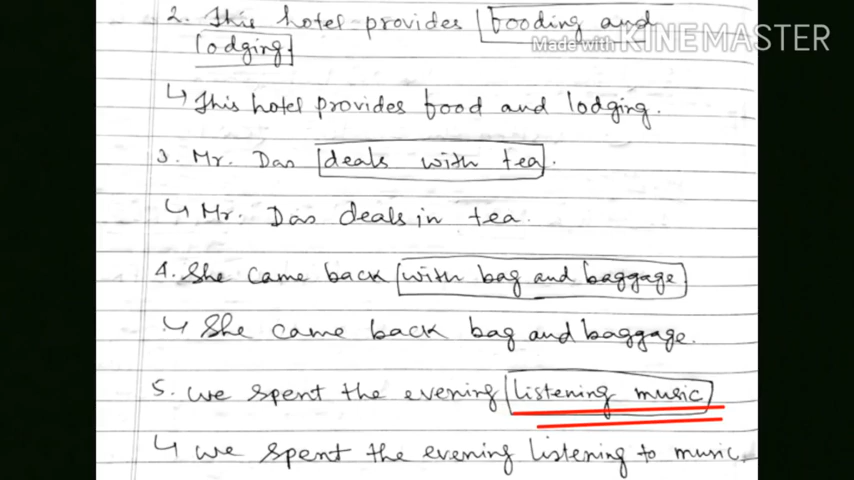 2. This hotel provides fooding and
lodging.
Made with KINEMASTER
↳ This hotel provides food and lodging.
3. Mr. Das deals with tea.
↳ Mr. Das deals in tea.
4. She came back with bag and baggage
↳ She came back bag and baggage.
5. We spent the evening listening music
↳ We spent the evening listening to music.